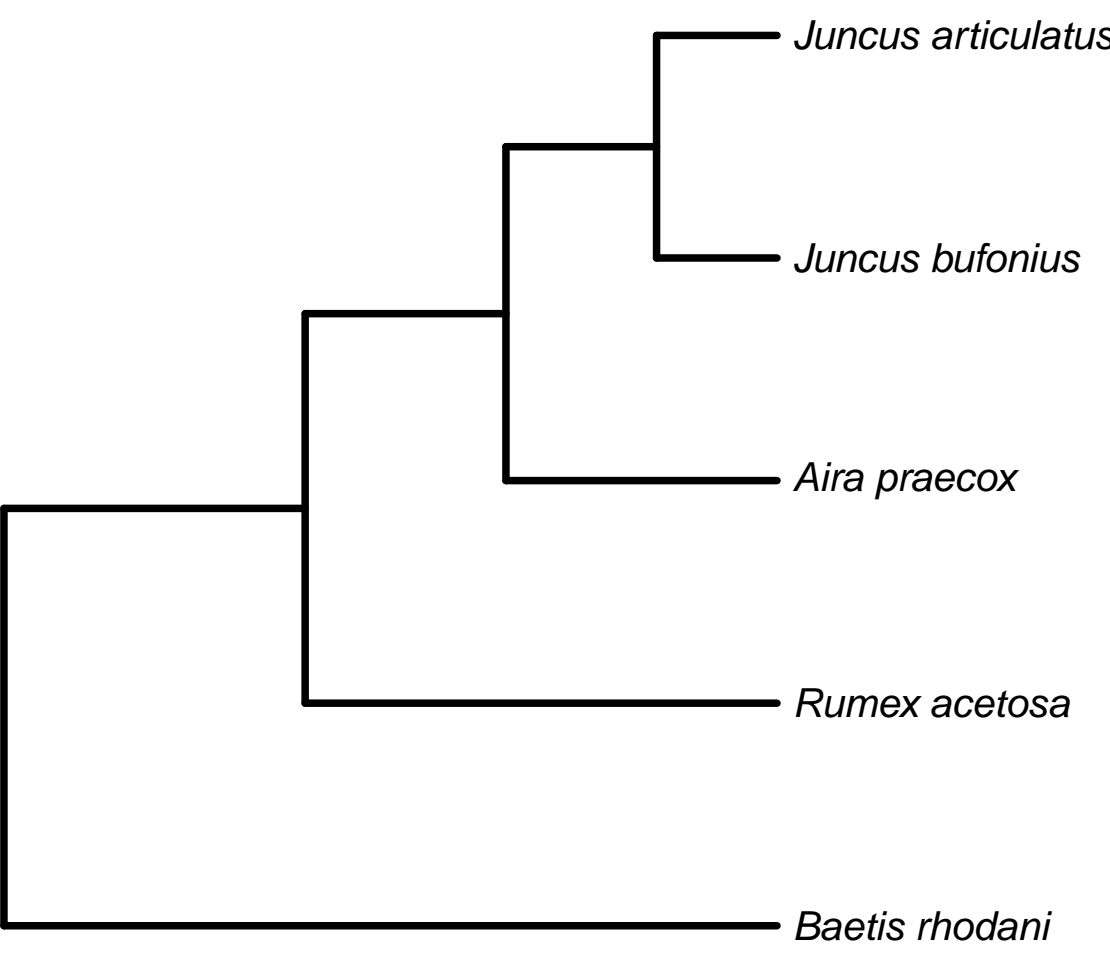 Juncus articulatus
Juncus bufonius
Aira praecox
Rumex acetosa
Baetis rhodani